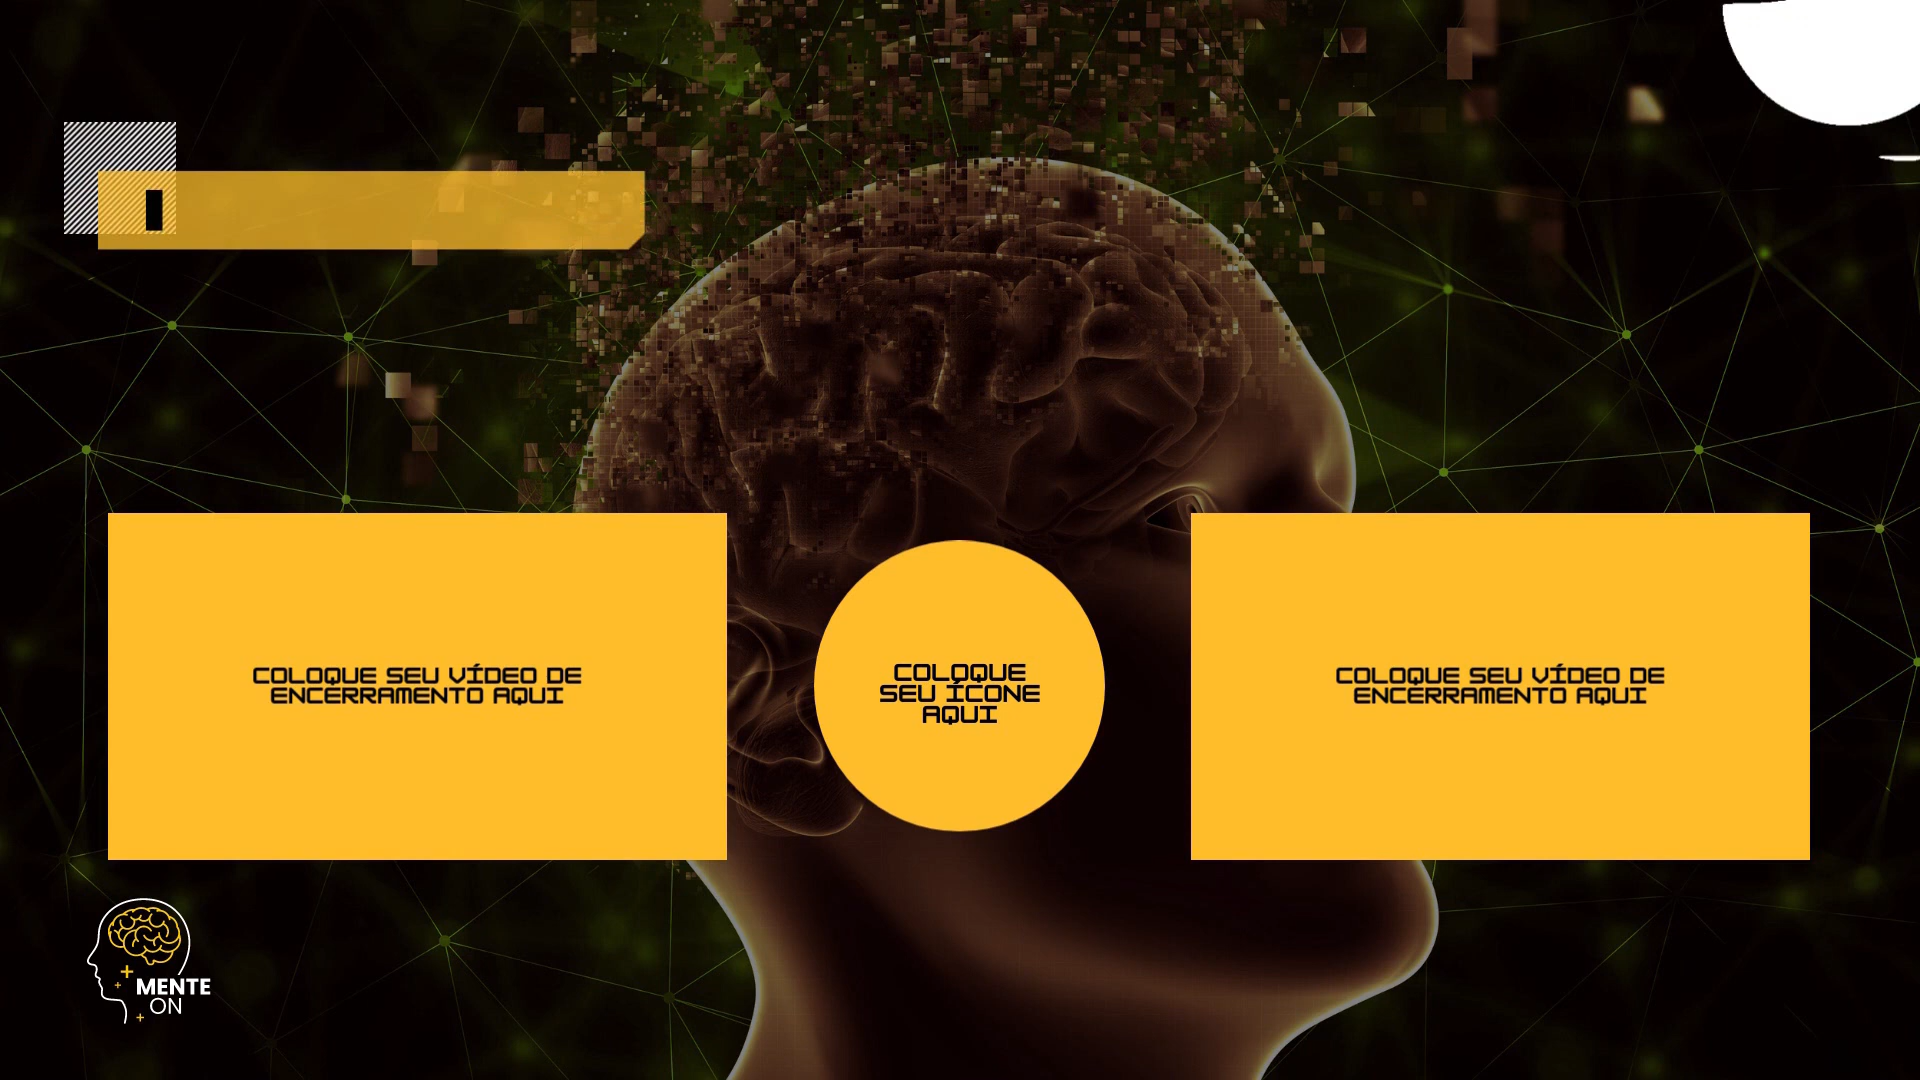 COLOQUE SEU VÍDEO DE
ENCERRAMENTO AQUI
COLOQUE
SEU ÍCONE
AQUI
COLOQUE SEU VÍDEO DE
ENCERRAMENTO AQUI
MENTE
ON